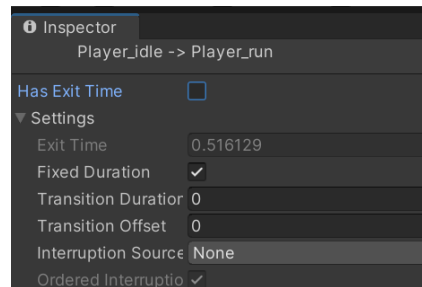 Inspector
Player_idle -> Player_run
Has Exit Time
Settings
Exit Time 0.516129
Fixed Duration
Transition Duration 0
Transition Offset 0
Interruption Source None
Ordered Interruptio